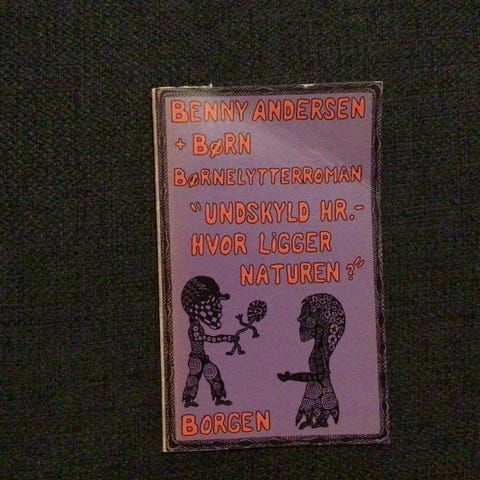 BENNY ANDERSEN
+ BØRN
BØRNELYTTERROMAN
"UNDSKYLD HR.-
HVOR LIGGER
NATUREN?"
BORGEN